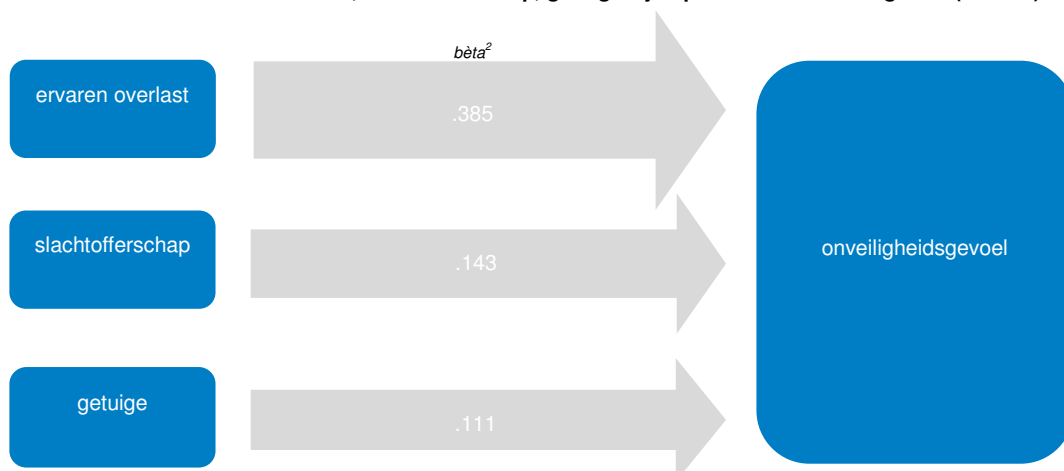 bèta²
ervaren overlast
.385
slachtofferschap
.143
onveiligheidsgevoel
getuige
.111